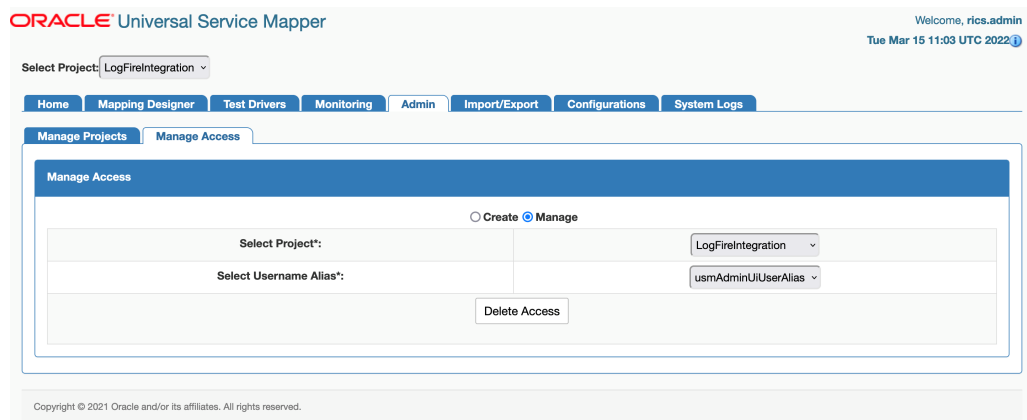 ORACLE Universal Service Mapper
Welcome, rics.admin
Tue Mar 15 11:03 UTC 2022
Select Project: LogFireIntegration
Home Mapping Designer Test Drivers Monitoring Admin Import/Export Configurations System Logs
Manage Projects Manage Access
Manage Access
Create Manage
Select Project*: LogFireIntegration
Select Username Alias*: usmAdminUiUserAlias
Delete Access
Copyright © 2021 Oracle and/or its affiliates. All rights reserved.